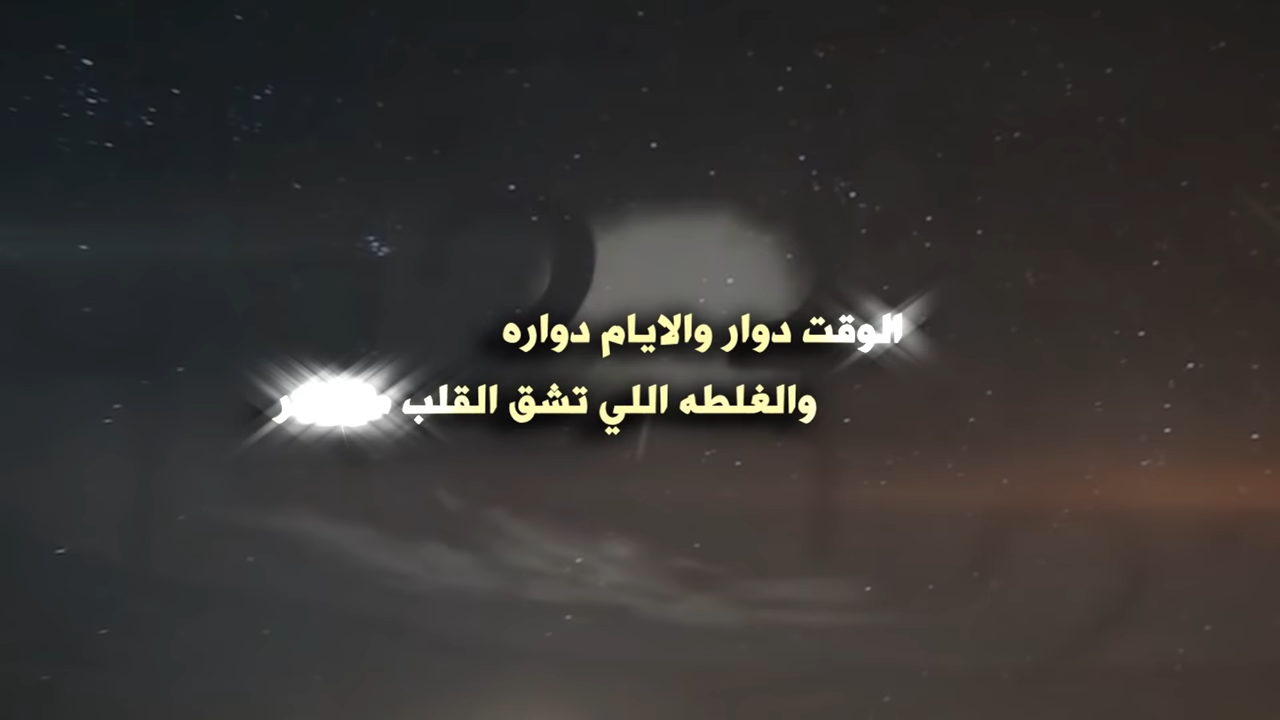 الوقت دوار والايام دواره
والغلطه اللي تشق القلب